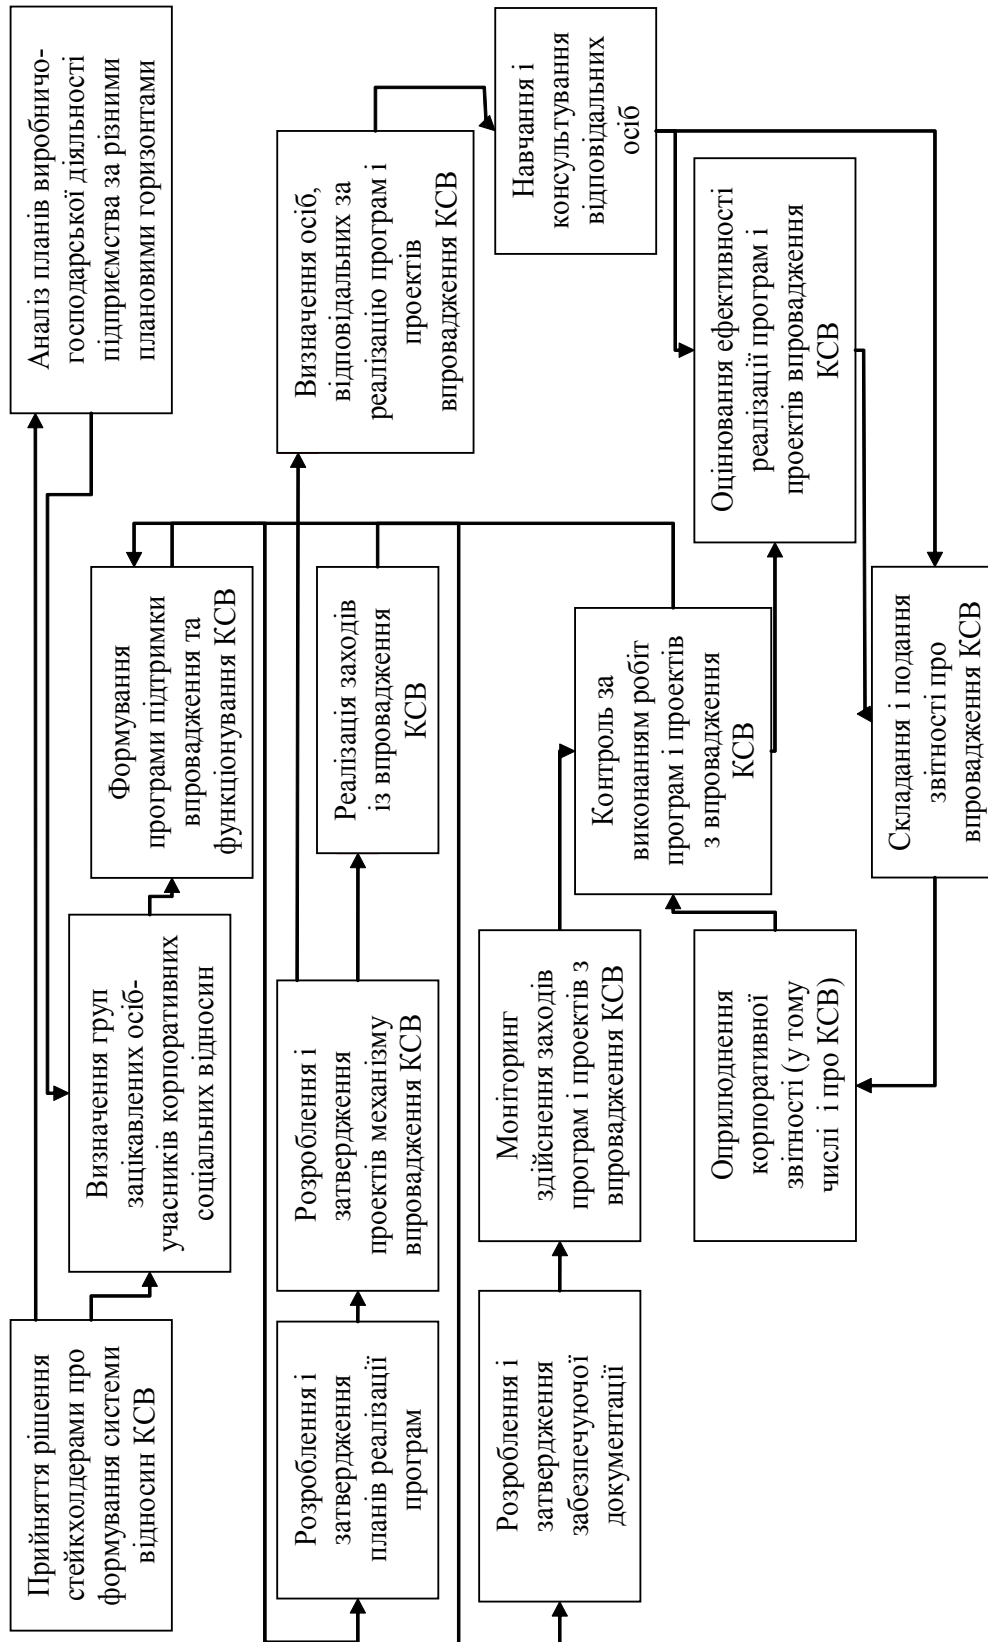 Прийняття рішення
стейкхолдерами про
формування системи
відносин КСВ
Визначення груп
зацікавлених осіб-
учасників корпоративних
соціальних відносин
Формування
програми підтримки
впровадження та
функціонування КСВ
Аналіз планів виробничо-
господарської діяльності
підприємства за різними
плановими горизонтами
Розроблення і
затвердження
планів реалізації
програм
Розроблення і
затвердження
проектів механізму
впровадження КСВ
Реалізація заходів
із впровадження
КСВ
Визначення осіб,
відповідальних за
реалізацію програм і
проектів
впровадження КСВ
Навчання і
консультування
відповідальних
осіб
Розроблення і
затвердження
забезпечуючої
документації
Моніторинг
здійснення заходів
програм і проектів з
впровадження КСВ
Контроль за
виконанням робіт
програм і проектів
з впровадження
КСВ
Оцінювання ефективності
реалізації програм і
проектів впровадження
КСВ
Оприлюднення
корпоративної
звітності (у тому
числі і про КСВ)
Складання і подання
звітності про
впровадження КСВ